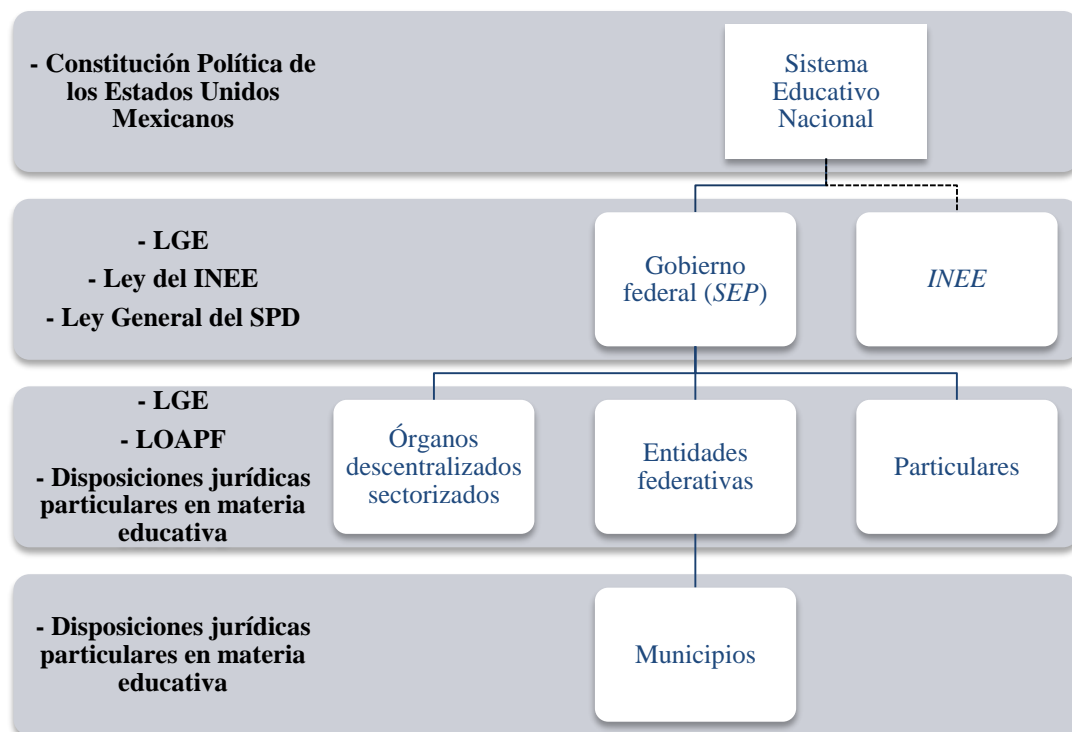 - Constitución Política de
los Estados Unidos
Mexicanos
Sistema
Educativo
Nacional
- LGE
- Ley del INEE
- Ley General del SPD
Gobierno
federal (SEP)
INEE
- LGE
- LOAPF
- Disposiciones jurídicas
particulares en materia
educativa
Órganos
descentralizados
sectorizados
Entidades
federativas
Particulares
- Disposiciones jurídicas
particulares en materia
educativa
Municipios